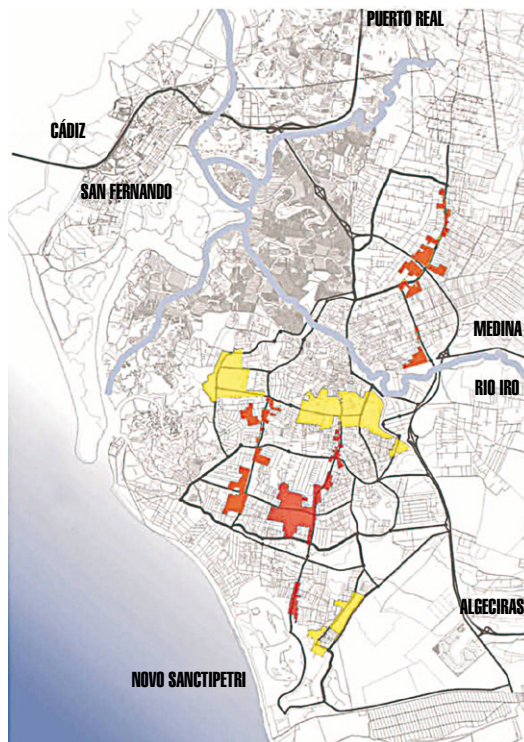 PUERTO REAL
CÁDIZ
SAN FERNANDO
MEDINA
RIO IRO
ALGECIRAS
NOVO SANCTIPETRI